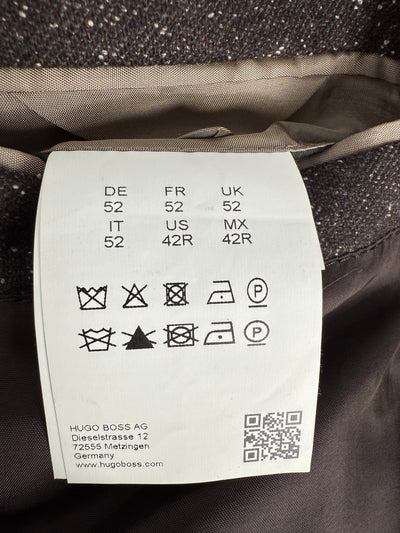 DE FR UK
52 52 52
IT US MX
52 42R 42R
P
P
HUGO BOSS AG
Dieselstrasse 12
72555 Metzingen
Germany
www.hugoboss.com